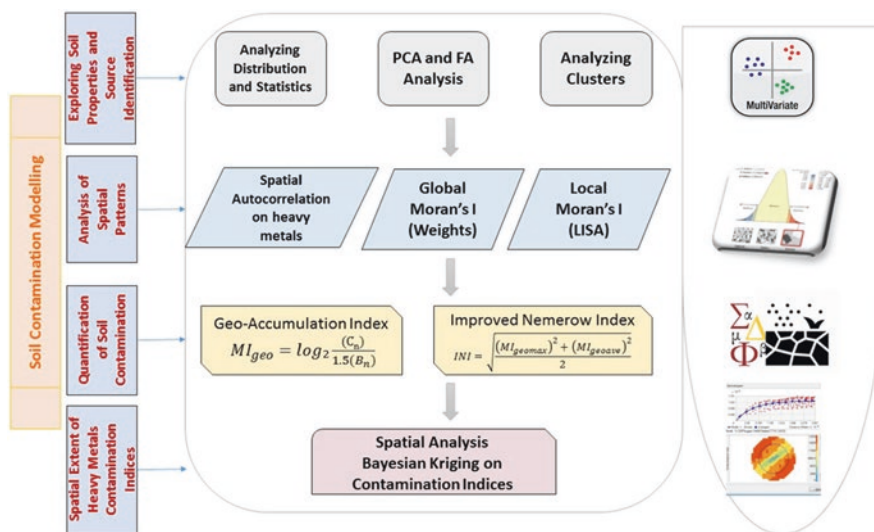 Soil Contamination Modelling
Exploring Soil
Properties and
Source
Identification
Analyzing
Distribution
and Statistics
PCA and FA
Analysis
Analyzing
Clusters
MultiVariate
Analysis of
Spatial
Patterns
Spatial
Autocorrelation
on heavy
metals
Global
Moran's I
(Weights)
Local
Moran's I
(LISA)
Quantification
of Soil
Contamination
Geo-Accumulation Index
MI_geo = log₂ (C_n) / 1.5(B_n)
Improved Nemerow Index
INI = √(((MI_geomax)² + (MI_geoave)²) / 2)
Σ α
μ Δ
Φ β
Spatial Extent of
Heavy Metals
Contamination
Indices
Spatial Analysis
Bayesian Kriging on
Contamination Indices